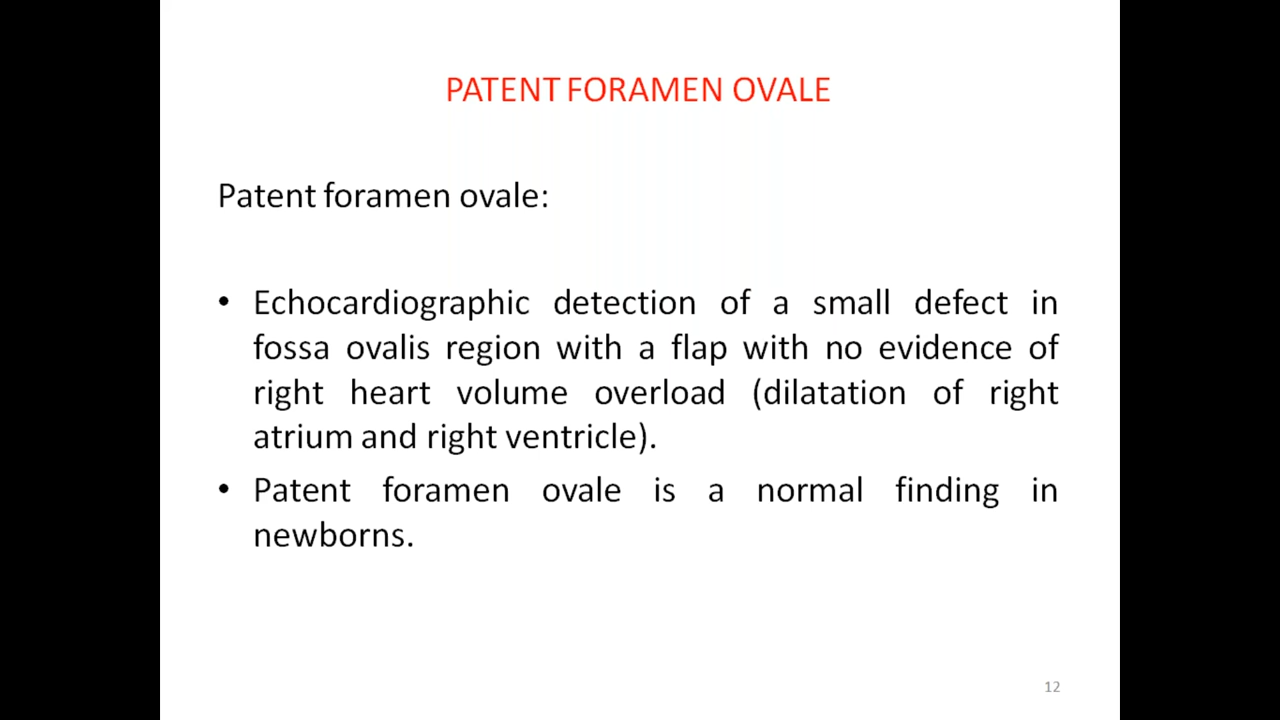 PATENT FORAMEN OVALE
Patent foramen ovale:
• Echocardiographic detection of a small defect in
fossa ovalis region with a flap with no evidence of
right heart volume overload (dilatation of right
atrium and right ventricle).
• Patent foramen ovale is a normal finding in
newborns.
12